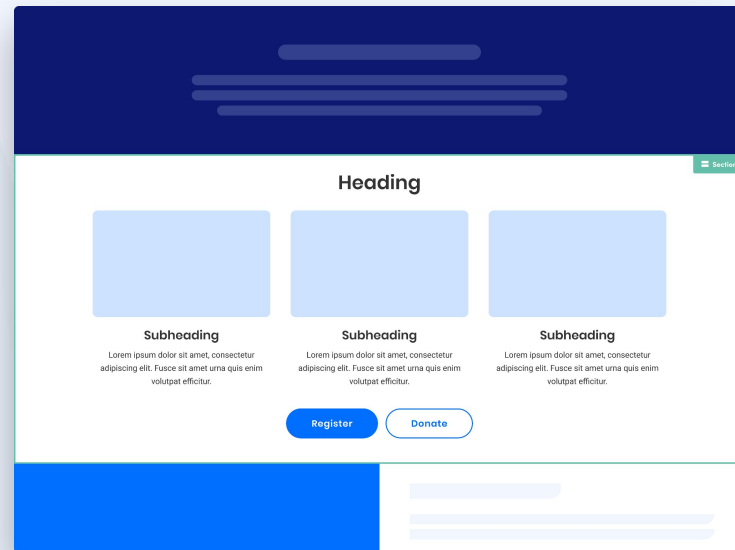 Section
Heading
Subheading
Lorem ipsum dolor sit amet, consectetur
adipiscing elit. Fusce sit amet urna quis enim
volutpat efficitur.
Subheading
Lorem ipsum dolor sit amet, consectetur
adipiscing elit. Fusce sit amet urna quis enim
volutpat efficitur.
Subheading
Lorem ipsum dolor sit amet, consectetur
adipiscing elit. Fusce sit amet urna quis enim
volutpat efficitur.
Register
Donate